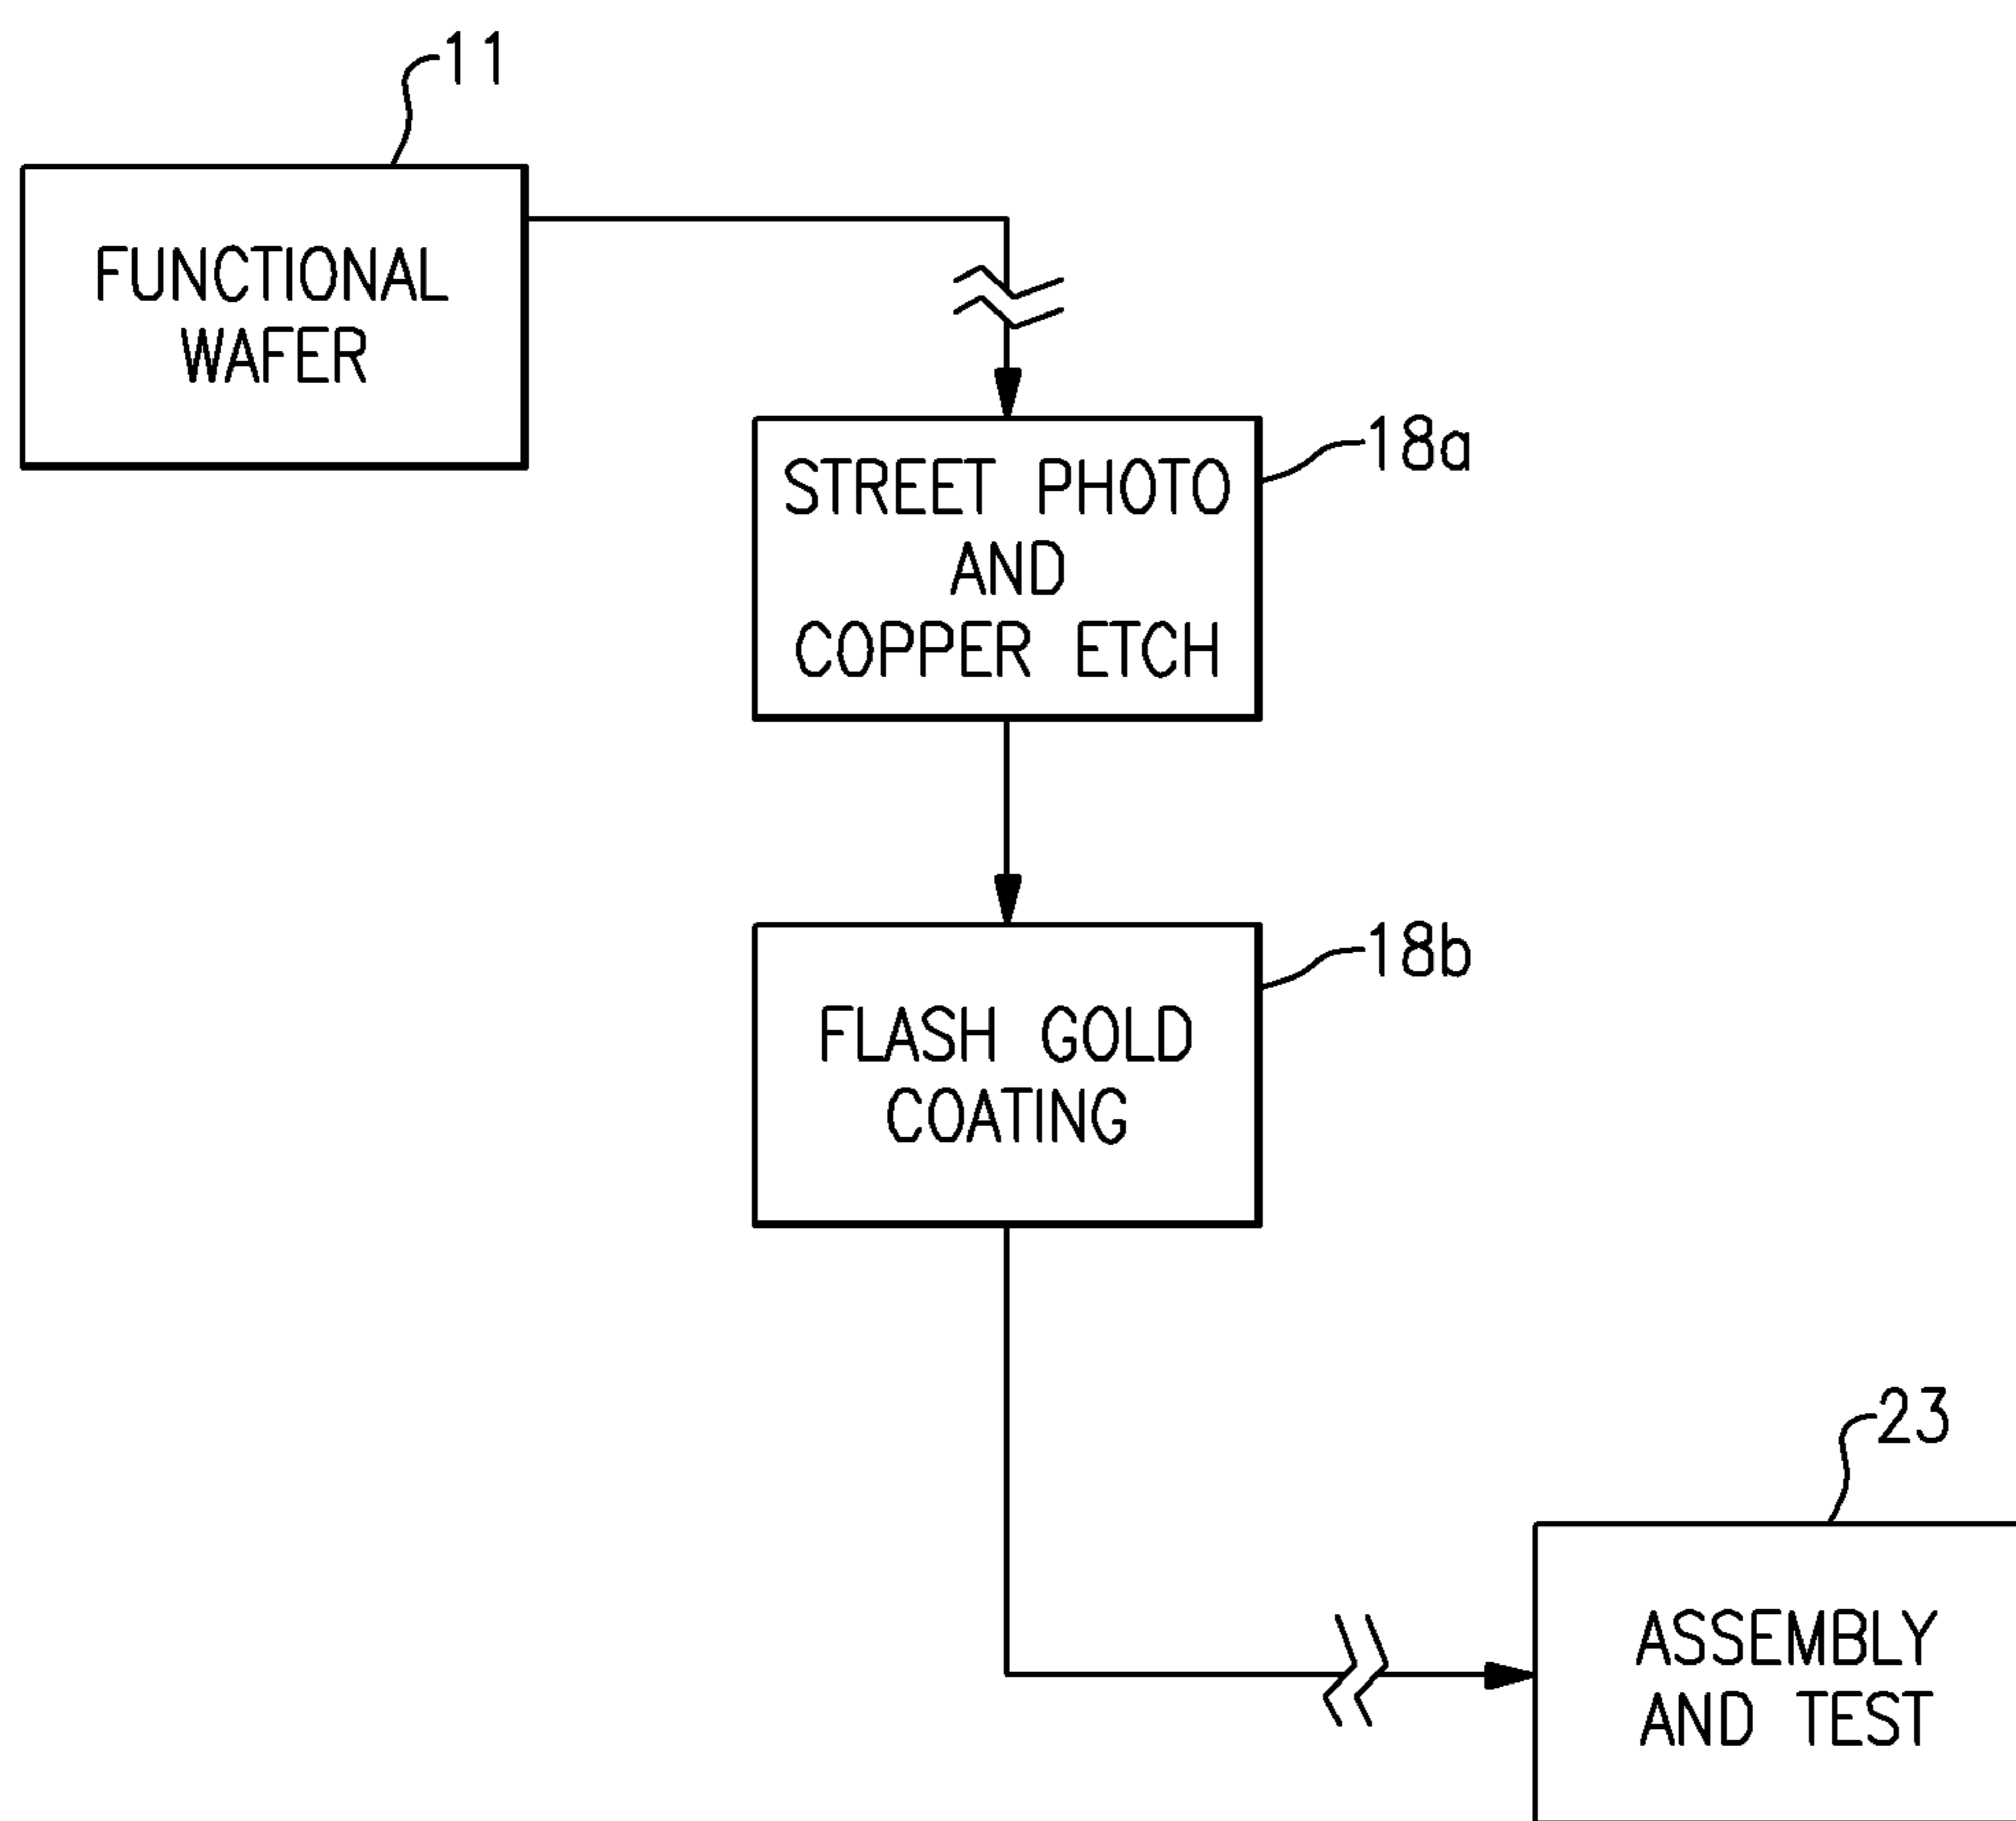 11
FUNCTIONAL
WAFER
18a
STREET PHOTO
AND
COPPER ETCH
18b
FLASH GOLD
COATING
23
ASSEMBLY
AND TEST